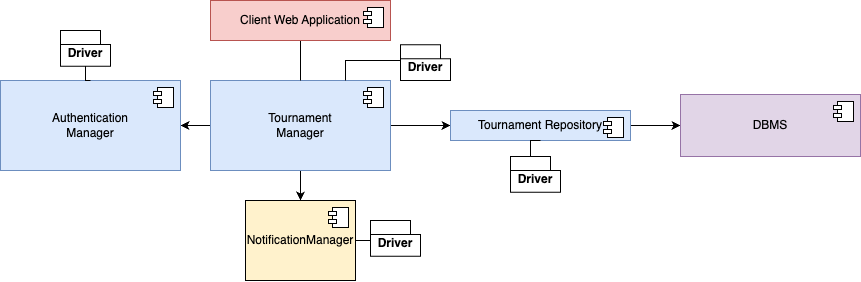 Client Web Application
Driver
Driver
Authentication
Manager
Tournament
Manager
Tournament Repository
DBMS
Driver
NotificationManager
Driver